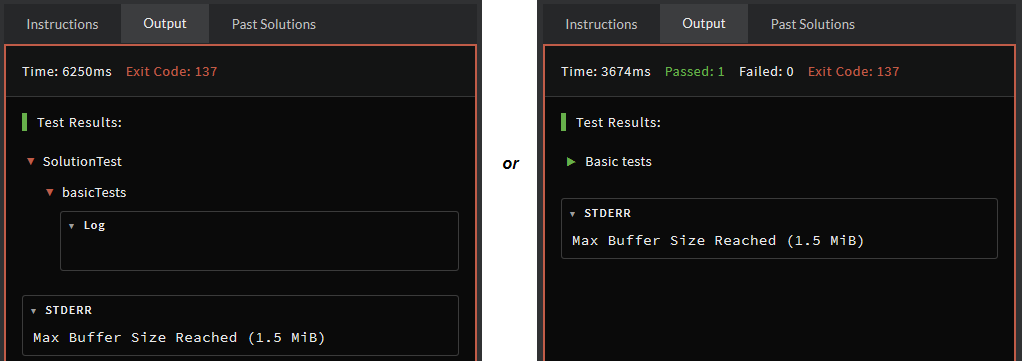 Instructions Output Past Solutions
Time: 6250ms Exit Code: 137
Test Results:
SolutionTest
basicTests
Log
STDERR
Max Buffer Size Reached (1.5 MiB)
or
Instructions Output Past Solutions
Time: 3674ms Passed: 1 Failed: 0 Exit Code: 137
Test Results:
Basic tests
STDERR
Max Buffer Size Reached (1.5 MiB)